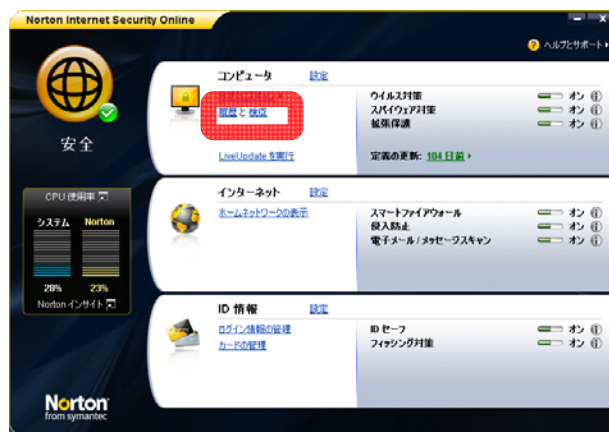 Norton Internet Security Online
ヘルプとサポート
コンピュータ 設定
履歴 と 検疫
LiveUpdate を実行
ウイルス対策 オン
スパイウェア対策 オン
拡張保護 オン
定義の更新: 104 日前
安全
CPU 使用率
システム Norton
28% 23%
Norton インサイト
インターネット 設定
ホームネットワークの表示
スマートファイアウォール オン
侵入防止 オン
電子メール / メッセージスキャン オン
ID 情報 設定
ログイン情報の管理
カードの管理
ID セーフ オン
フィッシング対策 オン
Norton
from symantec